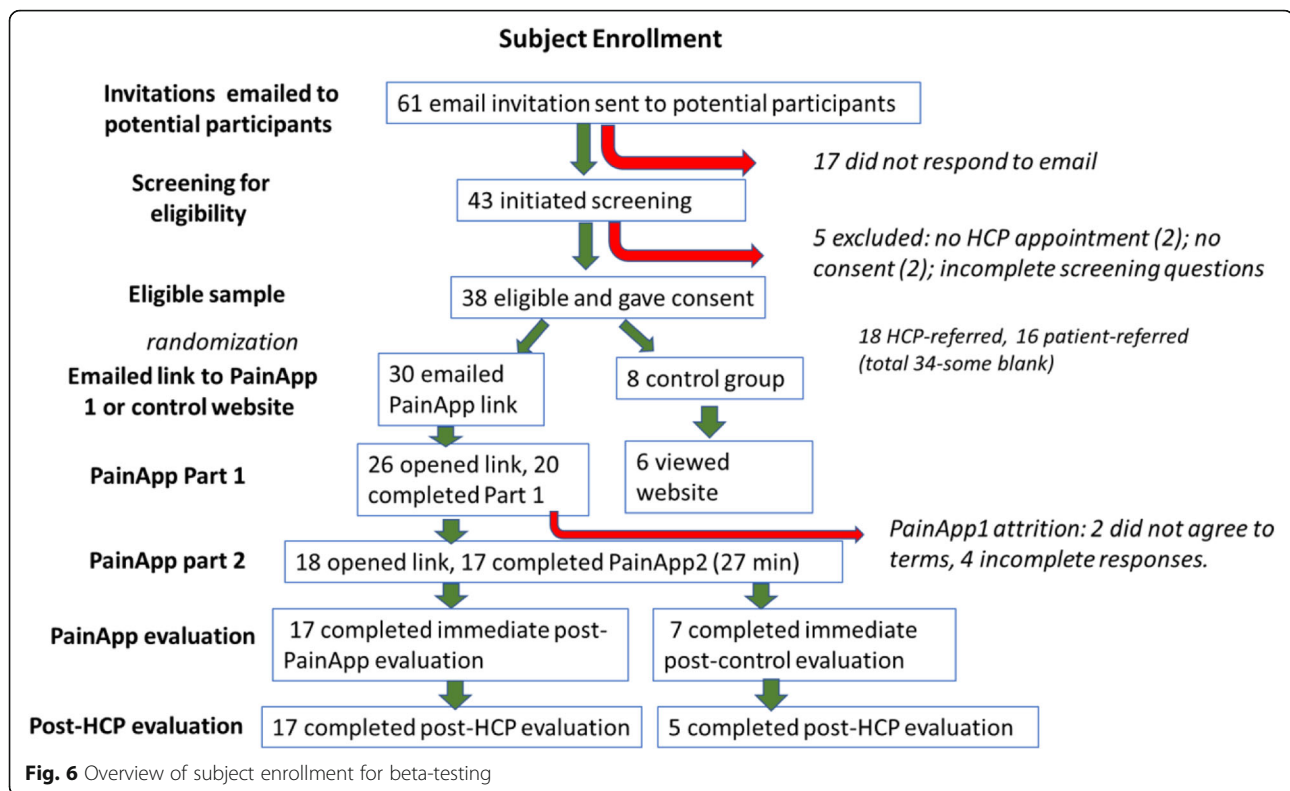 Subject Enrollment
Invitations emailed to
potential participants
61 email invitation sent to potential participants
17 did not respond to email
Screening for
eligibility
43 initiated screening
5 excluded: no HCP appointment (2); no
consent (2); incomplete screening questions
Eligible sample
38 eligible and gave consent
randomization
18 HCP-referred, 16 patient-referred
(total 34-some blank)
Emailed link to PainApp
1 or control website
30 emailed
PainApp link
8 control group
PainApp Part 1
26 opened link, 20
completed Part 1
6 viewed
website
PainApp1 attrition: 2 did not agree to
terms, 4 incomplete responses.
PainApp part 2
18 opened link, 17 completed PainApp2 (27 min)
PainApp evaluation
17 completed immediate post-
PainApp evaluation
7 completed immediate
post-control evaluation
Post-HCP evaluation
17 completed post-HCP evaluation
5 completed post-HCP evaluation
Fig. 6 Overview of subject enrollment for beta-testing